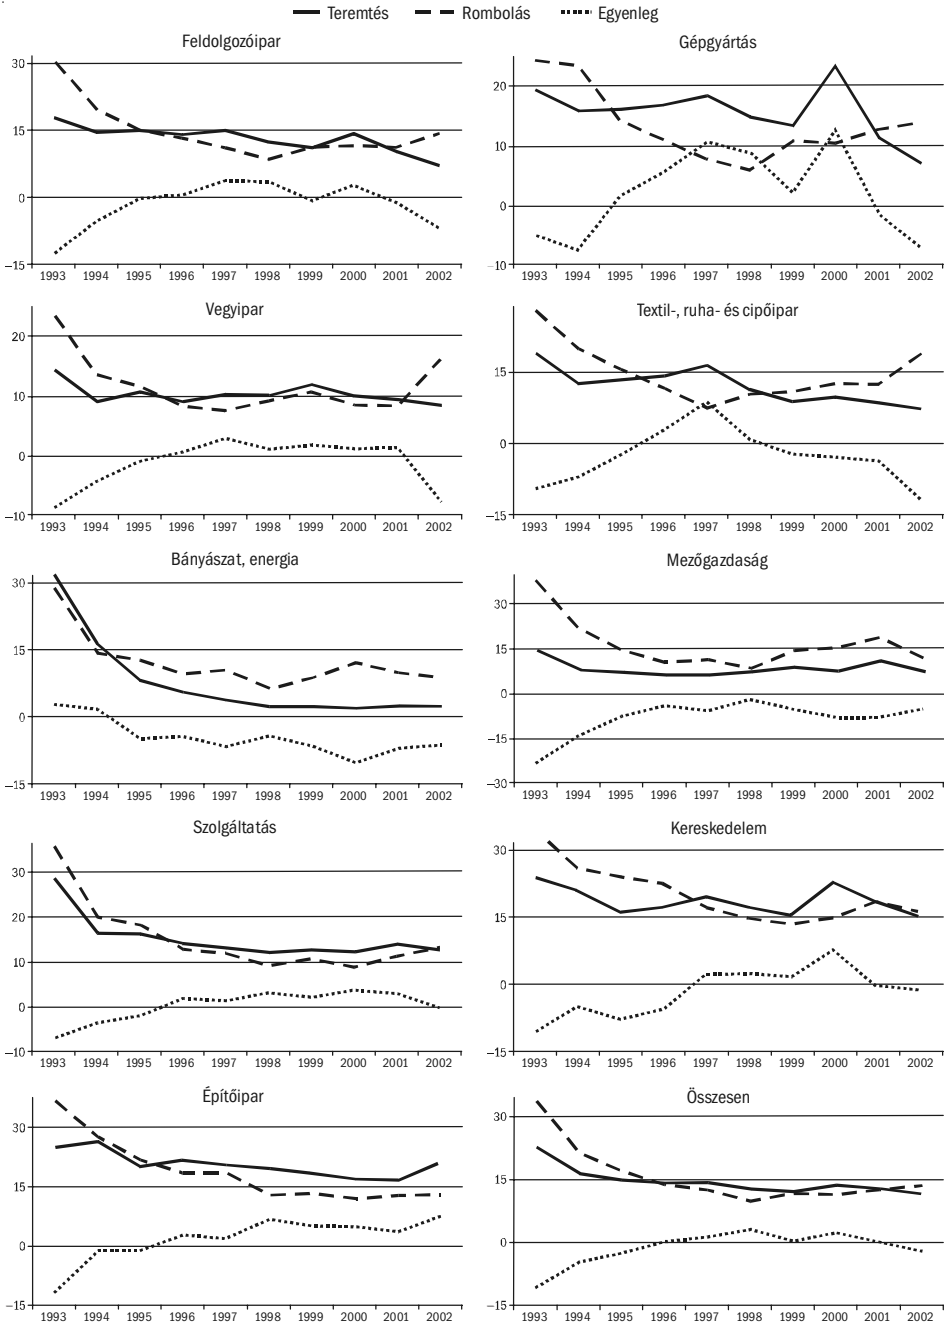 Teremtés Rombolás Egyenleg
Feldolgozóipar
30
15
0
–15
1993 1994 1995 1996 1997 1998 1999 2000 2001 2002
Gépgyártás
20
10
0
–10
1993 1994 1995 1996 1997 1998 1999 2000 2001 2002
Vegyipar
20
10
0
–10
1993 1994 1995 1996 1997 1998 1999 2000 2001 2002
Textil-, ruha- és cipőipar
15
0
–15
1993 1994 1995 1996 1997 1998 1999 2000 2001 2002
Bányászat, energia
30
15
0
–15
1993 1994 1995 1996 1997 1998 1999 2000 2001 2002
Mezőgazdaság
30
15
0
–15
–30
1993 1994 1995 1996 1997 1998 1999 2000 2001 2002
Szolgáltatás
30
20
10
0
–10
1993 1994 1995 1996 1997 1998 1999 2000 2001 2002
Kereskedelem
30
15
0
–15
1993 1994 1995 1996 1997 1998 1999 2000 2001 2002
Építőipar
30
15
0
–15
1993 1994 1995 1996 1997 1998 1999 2000 2001 2002
Összesen
30
15
0
–15
1993 1994 1995 1996 1997 1998 1999 2000 2001 2002